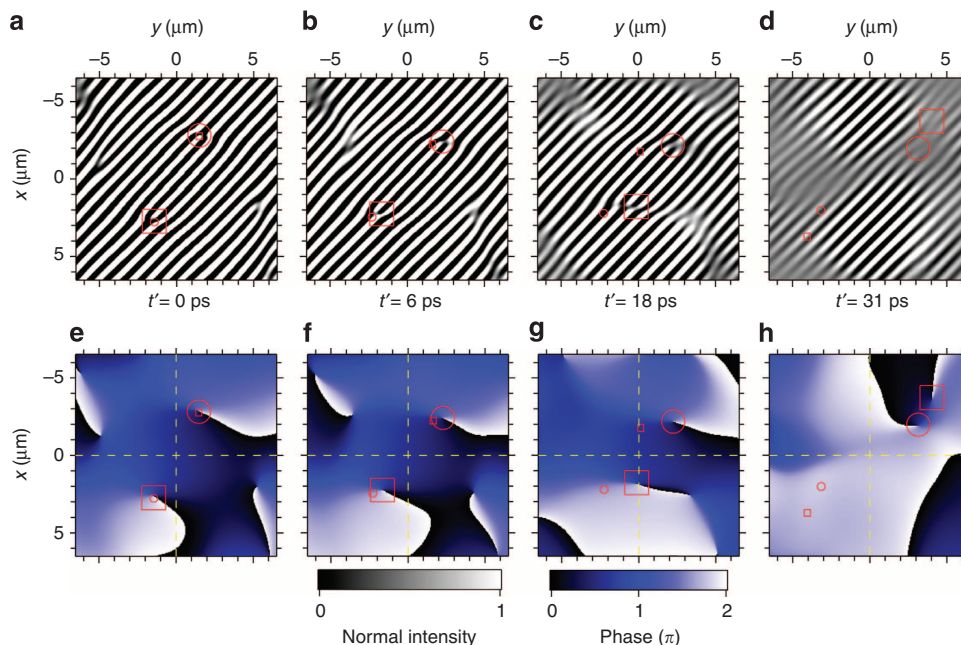 a b c d
y (μm) y (μm) y (μm) y (μm)
−5 0 5 −5 0 5 −5 0 5 −5 0 5
−5
0
5
x (μm)
t′= 0 ps t′= 6 ps t′= 18 ps t′= 31 ps
e f g h
−5
0
5
x (μm)
0 1 0 1 2
Normal intensity Phase (π)